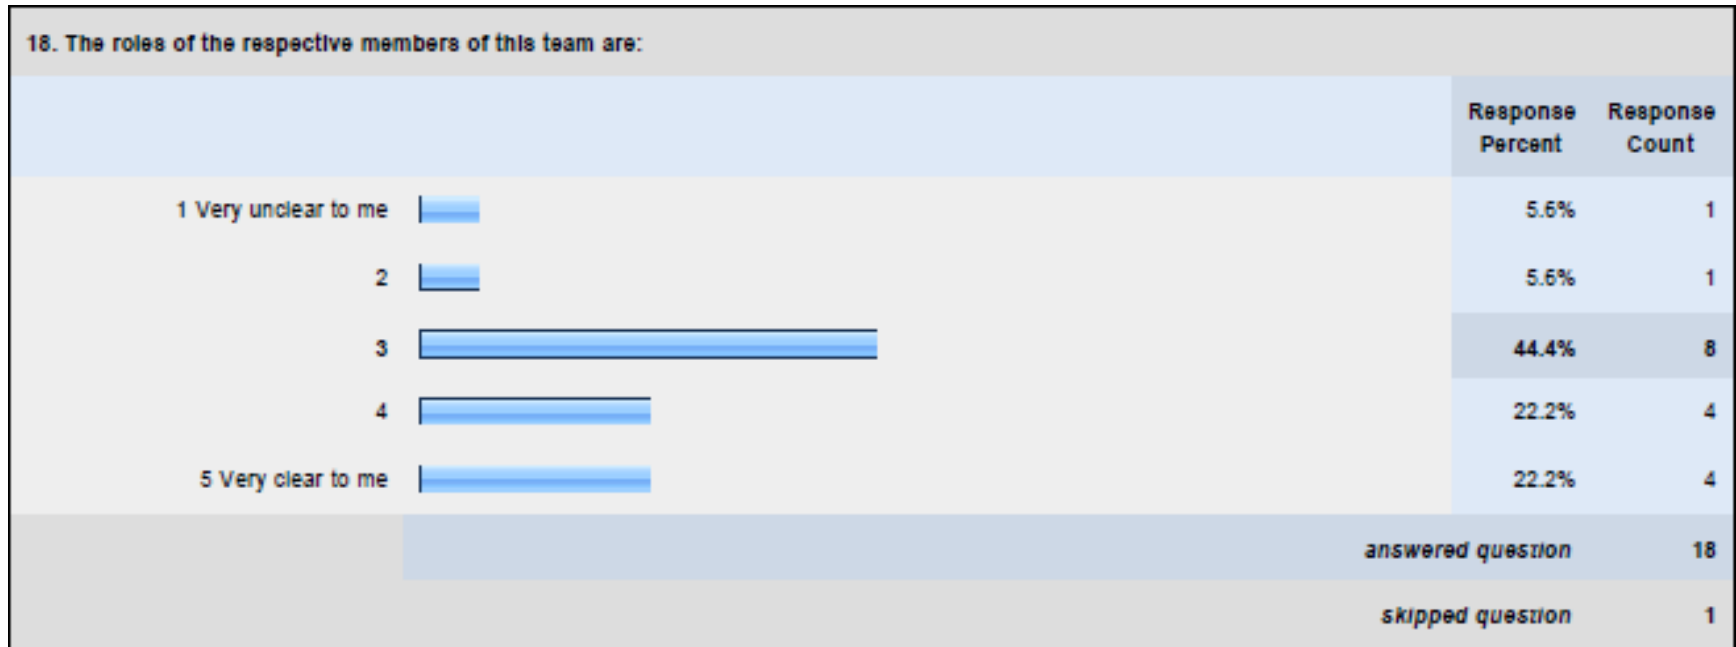 18. The roles of the respective members of this team are:
Response Percent Response Count
1 Very unclear to me 5.6% 1
2 5.6% 1
3 44.4% 8
4 22.2% 4
5 Very clear to me 22.2% 4
answered question 18
skipped question 1